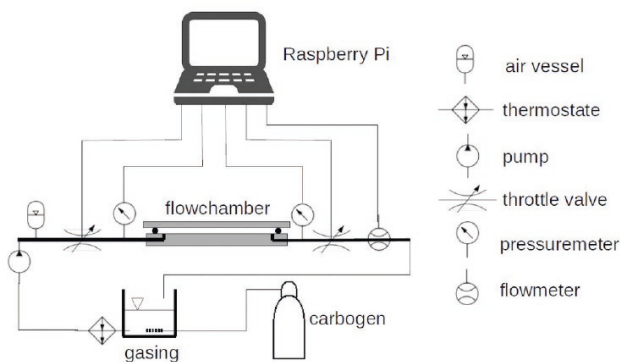 Raspberry Pi
air vessel
thermostate
pump
throttle valve
pressuremeter
flowmeter
flowchamber
carbogen
gasing